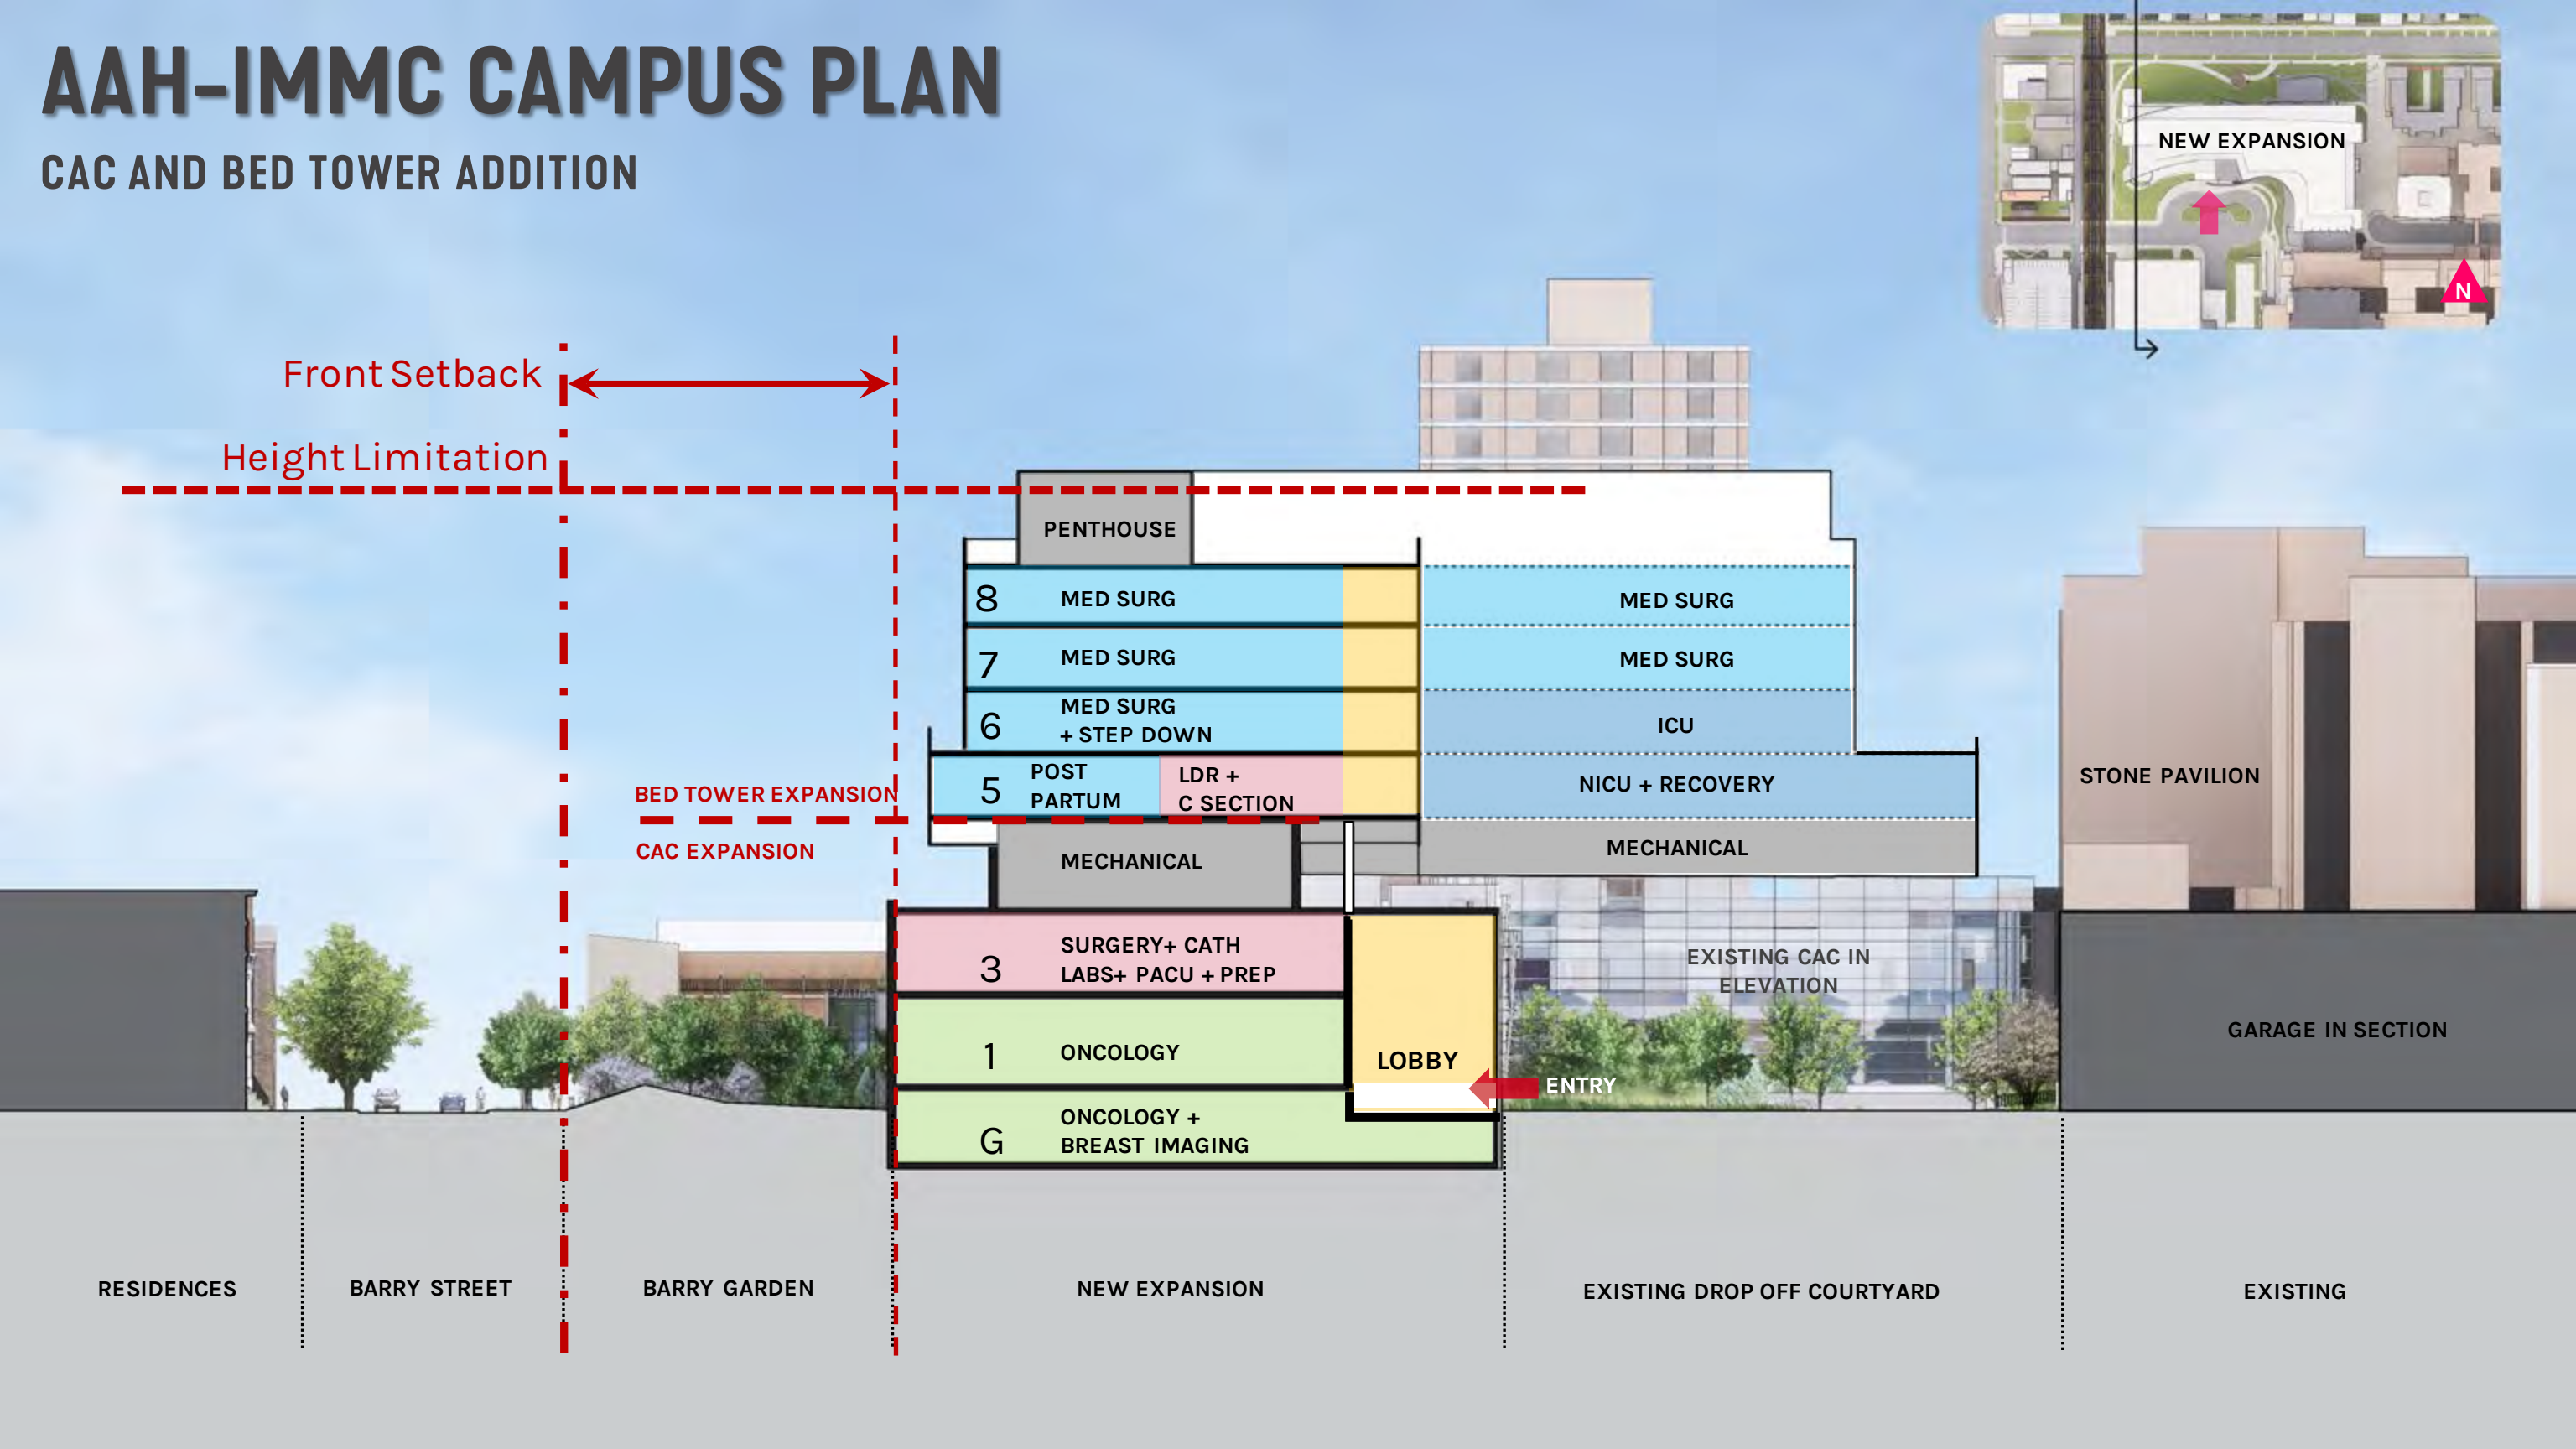 AAH-IMMC CAMPUS PLAN
CAC AND BED TOWER ADDITION
NEW EXPANSION
N
Front Setback
Height Limitation
PENTHOUSE
8 MED SURG
MED SURG
7 MED SURG
MED SURG
6 MED SURG
+ STEP DOWN
ICU
5 POST
PARTUM
LDR +
C SECTION
NICU + RECOVERY
STONE PAVILION
BED TOWER EXPANSION
CAC EXPANSION
MECHANICAL
MECHANICAL
3 SURGERY+ CATH
LABS+ PACU + PREP
EXISTING CAC IN
ELEVATION
GARAGE IN SECTION
1 ONCOLOGY
LOBBY
ENTRY
G ONCOLOGY +
BREAST IMAGING
RESIDENCES
BARRY STREET
BARRY GARDEN
NEW EXPANSION
EXISTING DROP OFF COURTYARD
EXISTING